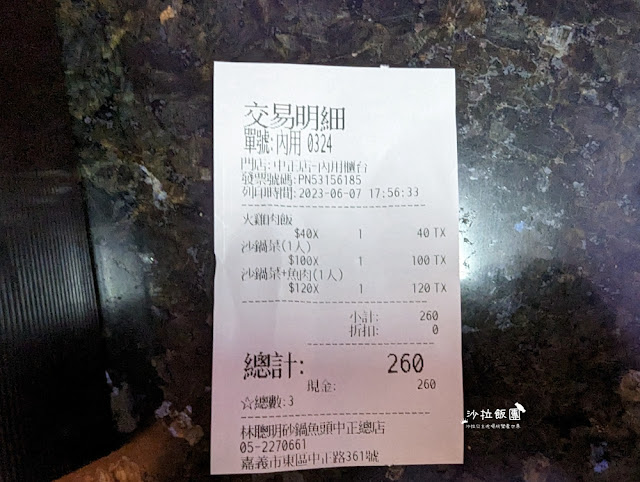 交易明細
單號:內用 0324
門店:中正店-內用櫃台
發票號碼:PN53156185
列印時間:2023-06-07 17:56:33
火雞肉飯
$40X 1 40 TX
沙鍋菜(1人)
$100X 1 100 TX
沙鍋菜+魚肉(1人)
$120X 1 120 TX
小計: 260
折扣: 0
總計: 260
現金: 260
☆總數:3
林聰明砂鍋魚頭中正總店
05-2270661
嘉義市東區中正路361號
沙拉飯團